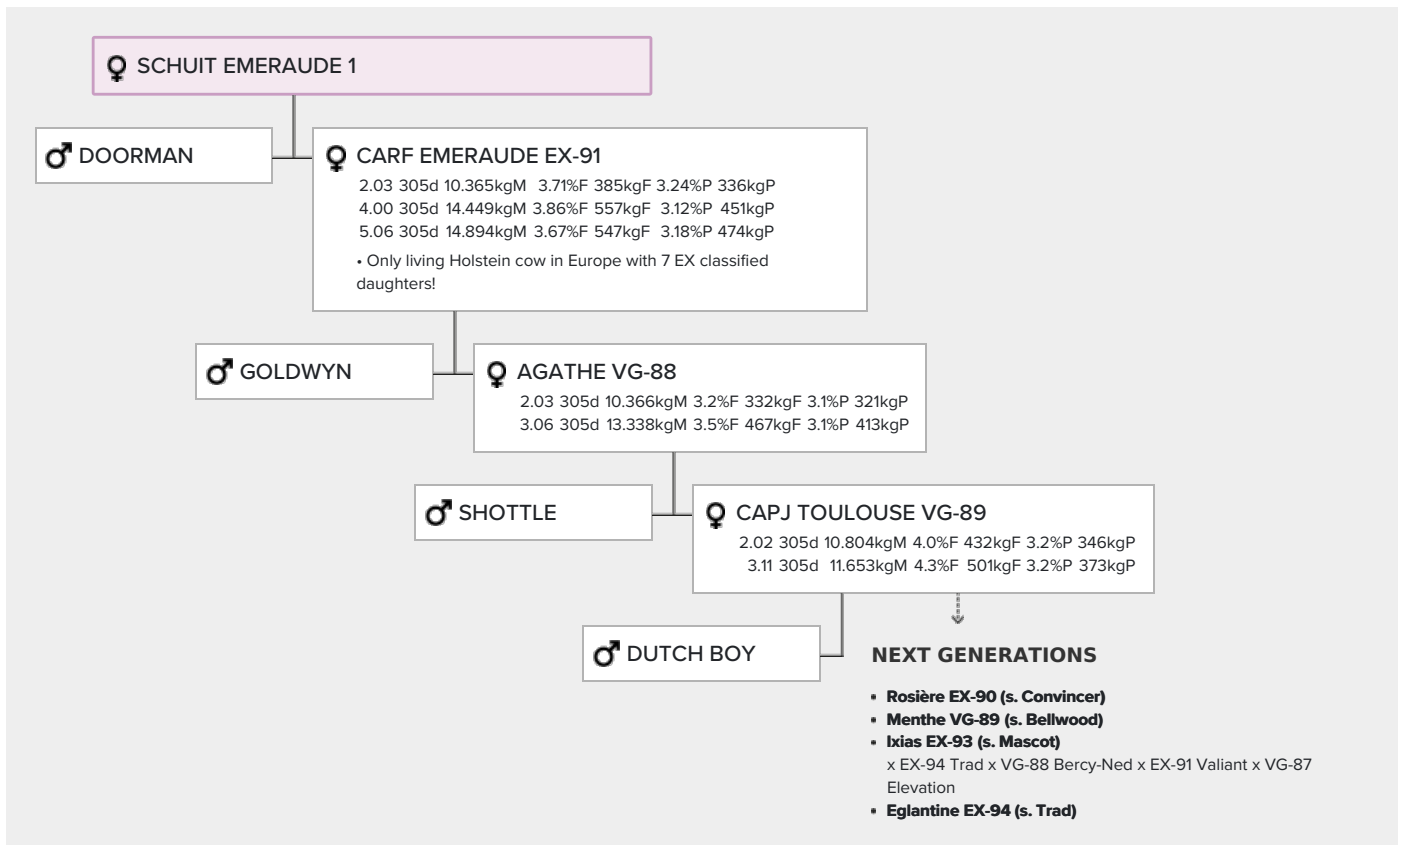 SCHUIT EMERAUDE 1
DOORMAN
CARF EMERAUDE EX-91
2.03 305d 10.365kgM 3.71%F 385kgF 3.24%P 336kgP
4.00 305d 14.449kgM 3.86%F 557kgF 3.12%P 451kgP
5.06 305d 14.894kgM 3.67%F 547kgF 3.18%P 474kgP
• Only living Holstein cow in Europe with 7 EX classified
daughters!
GOLDWYN
AGATHE VG-88
2.03 305d 10.366kgM 3.2%F 332kgF 3.1%P 321kgP
3.06 305d 13.338kgM 3.5%F 467kgF 3.1%P 413kgP
SHOTTLE
CAPJ TOULOUSE VG-89
2.02 305d 10.804kgM 4.0%F 432kgF 3.2%P 346kgP
3.11 305d 11.653kgM 4.3%F 501kgF 3.2%P 373kgP
DUTCH BOY
NEXT GENERATIONS
• Rosière EX-90 (s. Convincer)
• Menthe VG-89 (s. Bellwood)
• Ixias EX-93 (s. Mascot)
x EX-94 Trad x VG-88 Bercy-Ned x EX-91 Valiant x VG-87
Elevation
• Eglantine EX-94 (s. Trad)